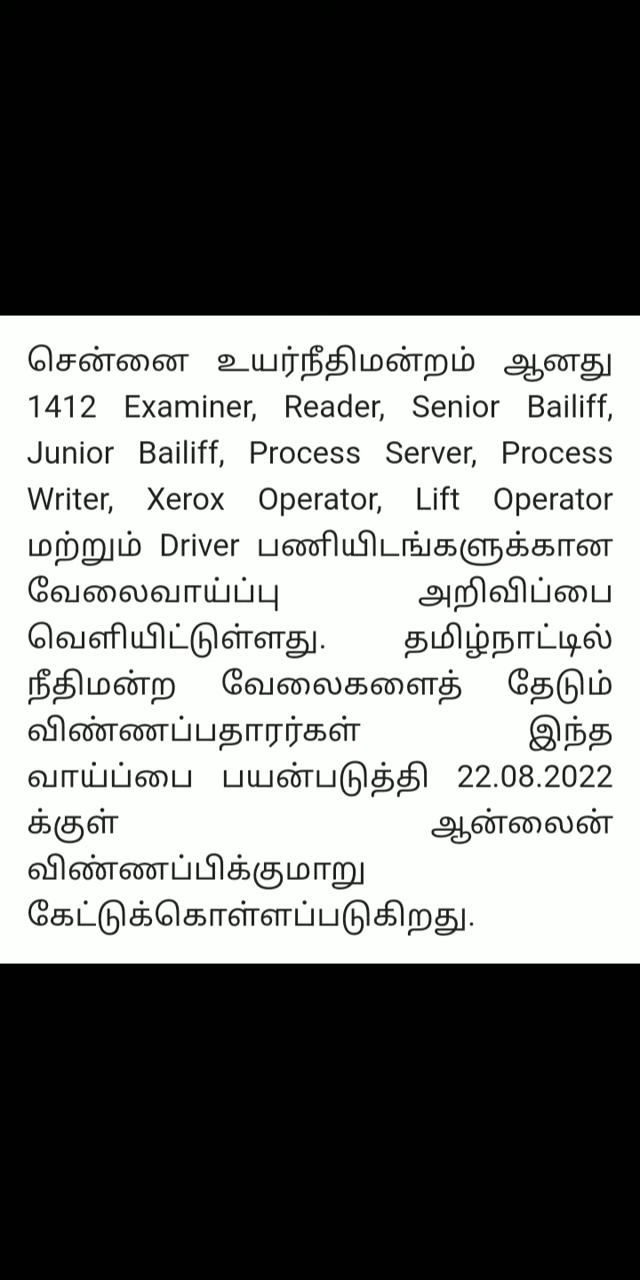 சென்னை உயர்நீதிமன்றம் ஆனது
1412 Examiner, Reader, Senior Bailiff,
Junior Bailiff, Process Server, Process
Writer, Xerox Operator, Lift Operator
மற்றும் Driver பணியிடங்களுக்கான
வேலைவாய்ப்பு அறிவிப்பை
வெளியிட்டுள்ளது. தமிழ்நாட்டில்
நீதிமன்ற வேலைகளைத் தேடும்
விண்ணப்பதாரர்கள் இந்த
வாய்ப்பை பயன்படுத்தி 22.08.2022
க்குள் ஆன்லைன்
விண்ணப்பிக்குமாறு
கேட்டுக்கொள்ளப்படுகிறது.